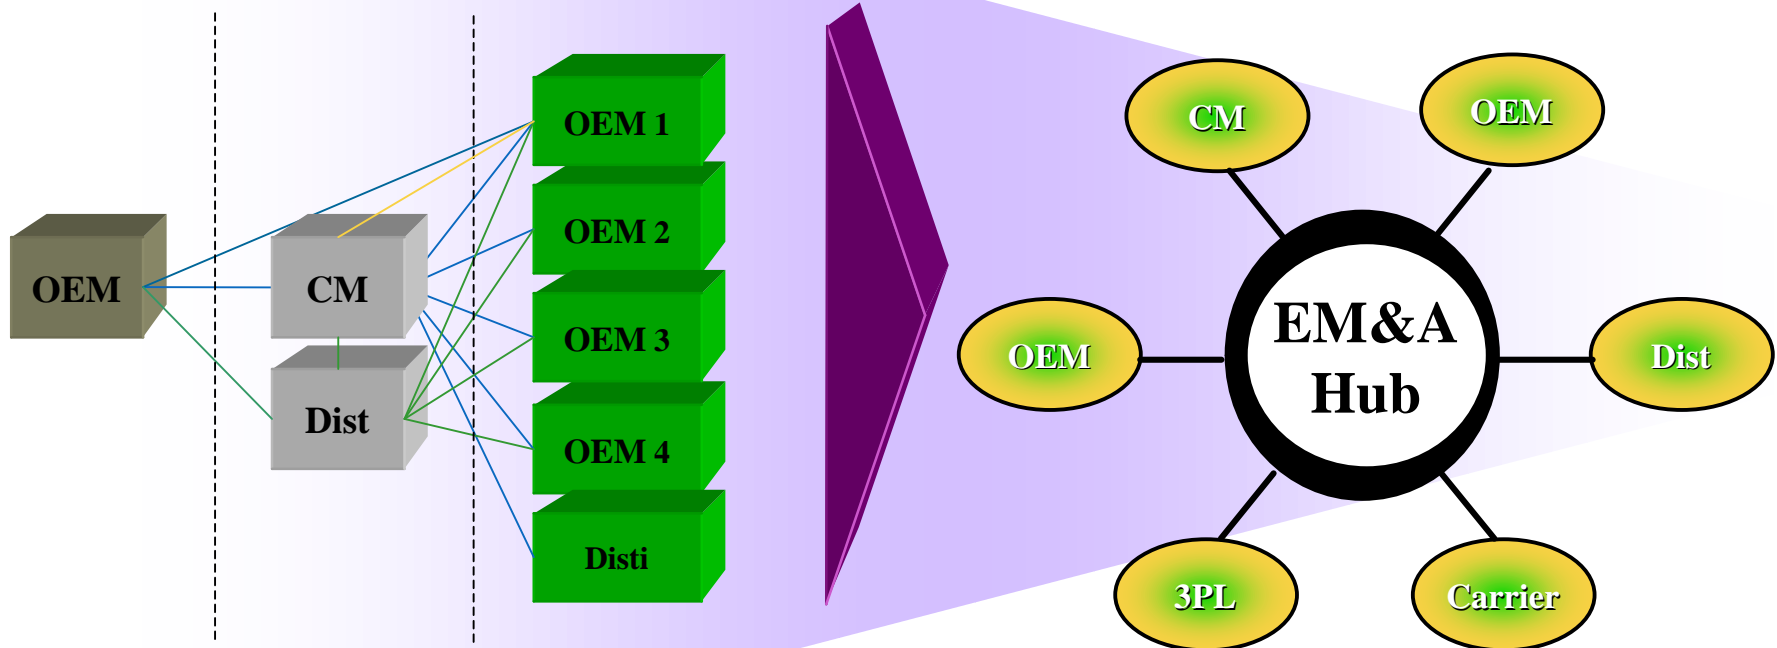 OEM
CM
Dist
OEM 1
OEM 2
OEM 3
OEM 4
Disti
CM
OEM
OEM
EM&A
Hub
Dist
3PL
Carrier